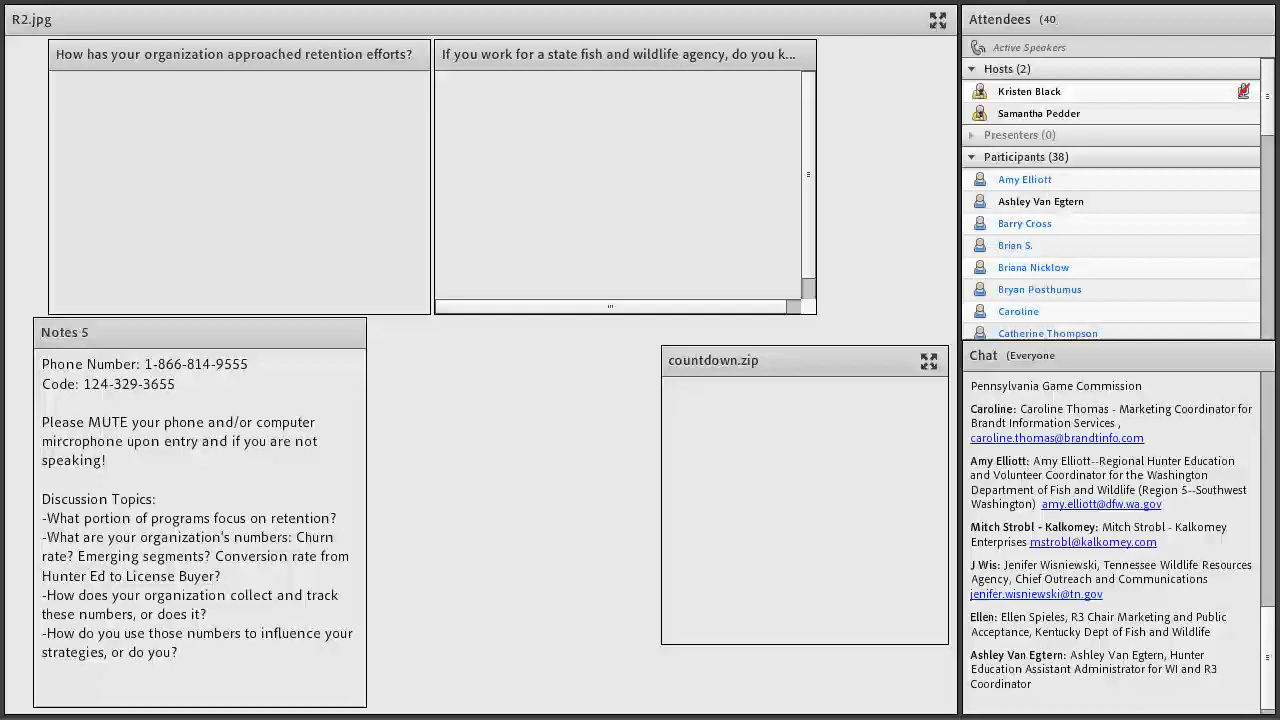 R2.jpg
How has your organization approached retention efforts?
If you work for a state fish and wildlife agency, do you k...
Notes 5
Phone Number: 1-866-814-9555
Code: 124-329-3655
Please MUTE your phone and/or computer
mircrophone upon entry and if you are not
speaking!
Discussion Topics:
-What portion of programs focus on retention?
-What are your organization's numbers: Churn
rate? Emerging segments? Conversion rate from
Hunter Ed to License Buyer?
-How does your organization collect and track
these numbers, or does it?
-How do you use those numbers to influence your
strategies, or do you?
countdown.zip
Attendees (40)
Active Speakers
Hosts (2)
Kristen Black
Samantha Pedder
Presenters (0)
Participants (38)
Amy Elliott
Ashley Van Egtern
Barry Cross
Brian S.
Briana Nicklow
Bryan Posthumus
Caroline
Catherine Thompson
Chat (Everyone
Pennsylvania Game Commission
Caroline: Caroline Thomas - Marketing Coordinator for
Brandt Information Services ,
caroline.thomas@brandtinfo.com
Amy Elliott: Amy Elliott--Regional Hunter Education
and Volunteer Coordinator for the Washington
Department of Fish and Wildlife (Region 5--Southwest
Washington) amy.elliott@dfw.wa.gov
Mitch Strobl - Kalkomey: Mitch Strobl - Kalkomey
Enterprises mstrobl@kalkomey.com
J Wis: Jenifer Wisniewski, Tennessee Wildlife Resources
Agency, Chief Outreach and Communications
jenifer.wisniewski@tn.gov
Ellen: Ellen Spieles, R3 Chair Marketing and Public
Acceptance, Kentucky Dept of Fish and Wildlife
Ashley Van Egtern: Ashley Van Egtern, Hunter
Education Assistant Administrator for WI and R3
Coordinator